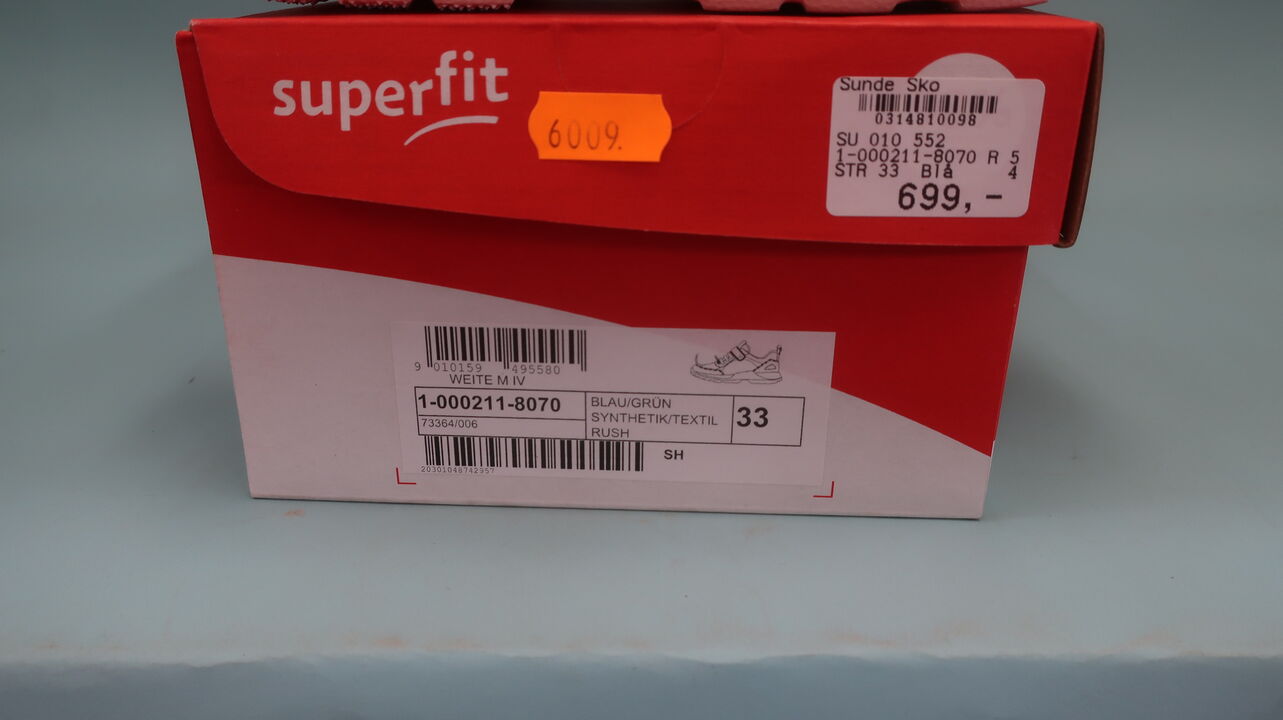 superfit
6009.
Sunde Sko
0314810098
SU 010 552
1-000211-8070 R 5
STR 33 Blå 4
699,-
9 010159 495580
WEITE M IV
1-000211-8070
73364/006
BLAU/GRÜN
SYNTHETIK/TEXTIL
RUSH
33
SH
20301048742957